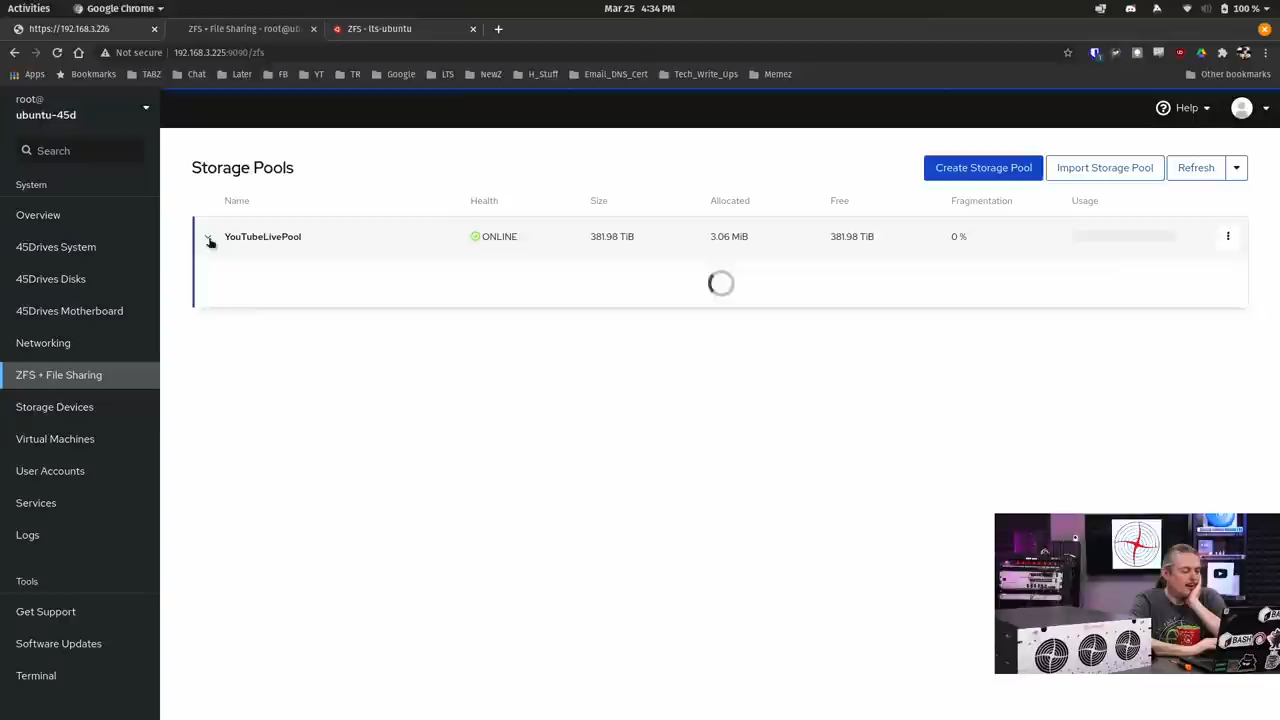 Activities
Google Chrome
Mar 25 4:34 PM
100 %
https://192.168.3.226
ZFS + File Sharing - root@ub
ZFS - lts-ubuntu
Not secure
192.168.3.225:9090/zfs
Apps
Bookmarks
TABZ
Chat
Later
FB
YT
TR
Google
LTS
NewZ
H_Stuff
Email_DNS_Cert
Tech_Write_Ups
Memez
Other bookmarks
root@
ubuntu-45d
Help
Search
System
Overview
45Drives System
45Drives Disks
45Drives Motherboard
Networking
ZFS + File Sharing
Storage Devices
Virtual Machines
User Accounts
Services
Logs
Tools
Get Support
Software Updates
Terminal
Storage Pools
Create Storage Pool
Import Storage Pool
Refresh
Name Health Size Allocated Free Fragmentation Usage
YouTubeLivePool ONLINE 381.98 TiB 3.06 MiB 381.98 TiB 0 %
BASH
BASH